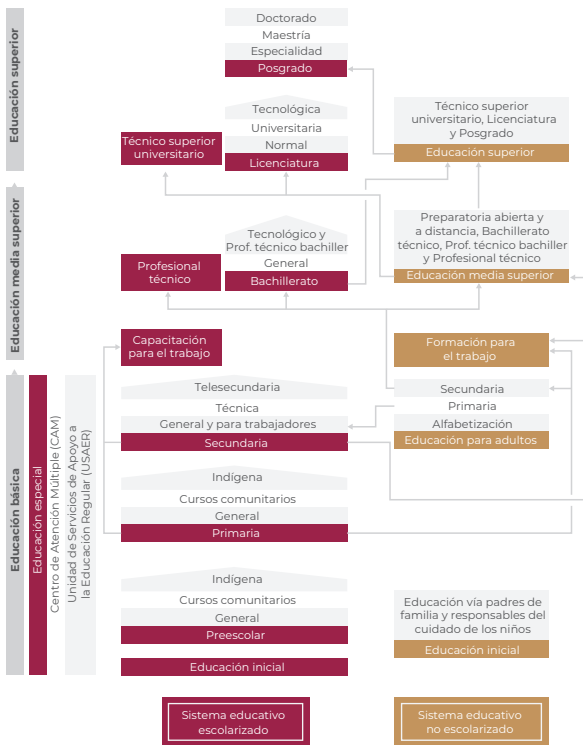 Educación superior
Educación media superior
Educación básica
Educación especial
Centro de Atención Múltiple (CAM)
Unidad de Servicios de Apoyo a
la Educación Regular (USAER)
Doctorado
Maestría
Especialidad
Posgrado
Tecnológica
Universitaria
Normal
Licenciatura
Técnico superior
universitario
Técnico superior
universitario, Licenciatura
y Posgrado
Educación superior
Tecnológico y
Prof. técnico bachiller
General
Bachillerato
Profesional
técnico
Preparatoria abierta y
a distancia, Bachillerato
técnico, Prof. técnico bachiller
y Profesional técnico
Educación media superior
Capacitación
para el trabajo
Formación para
el trabajo
Telesecundaria
Técnica
General y para trabajadores
Secundaria
Secundaria
Primaria
Alfabetización
Educación para adultos
Indígena
Cursos comunitarios
General
Primaria
Indígena
Cursos comunitarios
General
Preescolar
Educación inicial
Educación vía padres de
familia y responsables del
cuidado de los niños
Educación inicial
Sistema educativo
escolarizado
Sistema educativo
no escolarizado